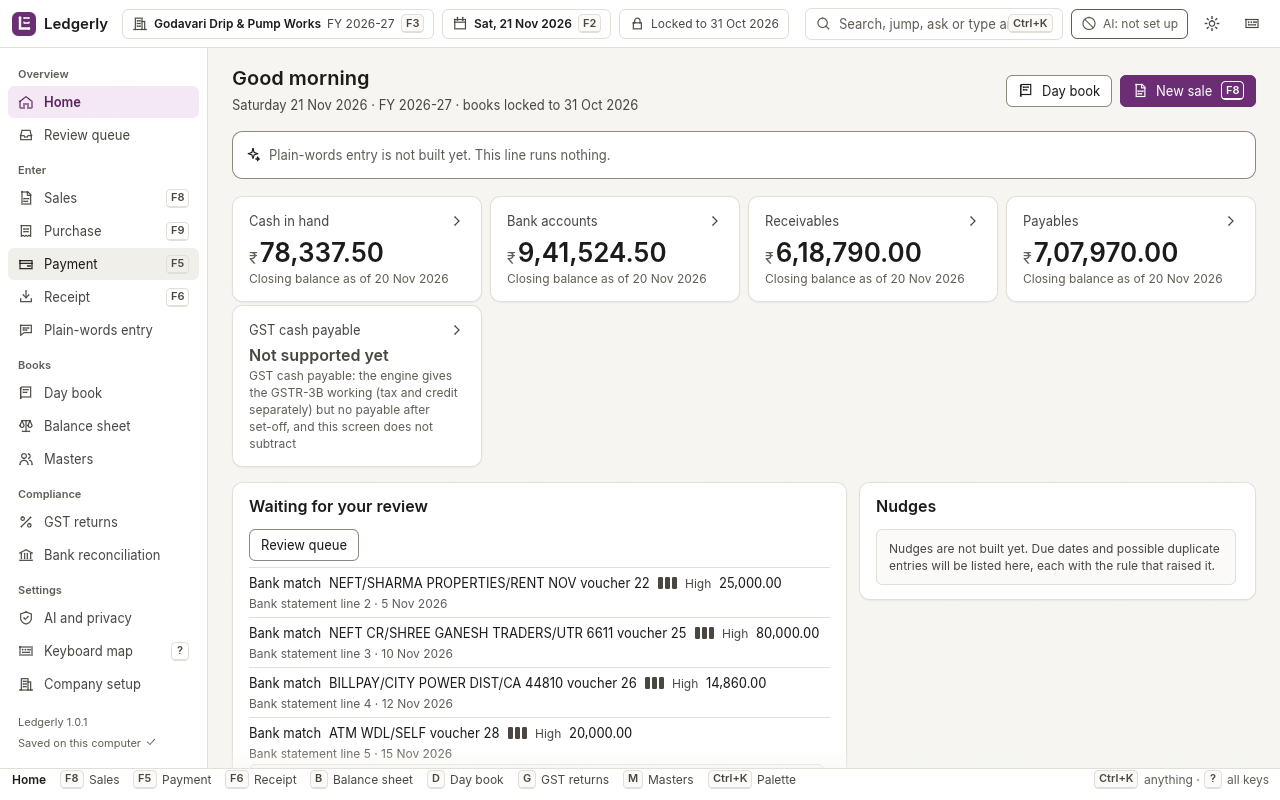 Ledgerly
Godavari Drip & Pump Works FY 2026-27 F3
Sat, 21 Nov 2026 F2
Locked to 31 Oct 2026
Search, jump, ask or type a Ctrl+K
AI: not set up
Overview
Home
Review queue
Enter
Sales F8
Purchase F9
Payment F5
Receipt F6
Plain-words entry
Books
Day book
Balance sheet
Masters
Compliance
GST returns
Bank reconciliation
Settings
AI and privacy
Keyboard map ?
Company setup
Ledgerly 1.0.1
Saved on this computer
Good morning
Saturday 21 Nov 2026 · FY 2026-27 · books locked to 31 Oct 2026
Day book
New sale F8
Plain-words entry is not built yet. This line runs nothing.
Cash in hand
₹78,337.50
Closing balance as of 20 Nov 2026
Bank accounts
₹9,41,524.50
Closing balance as of 20 Nov 2026
Receivables
₹6,18,790.00
Closing balance as of 20 Nov 2026
Payables
₹7,07,970.00
Closing balance as of 20 Nov 2026
GST cash payable
Not supported yet
GST cash payable: the engine gives
the GSTR-3B working (tax and credit
separately) but no payable after
set-off, and this screen does not
subtract
Waiting for your review
Review queue
Bank match NEFT/SHARMA PROPERTIES/RENT NOV voucher 22 High 25,000.00
Bank statement line 2 · 5 Nov 2026
Bank match NEFT CR/SHREE GANESH TRADERS/UTR 6611 voucher 25 High 80,000.00
Bank statement line 3 · 10 Nov 2026
Bank match BILLPAY/CITY POWER DIST/CA 44810 voucher 26 High 14,860.00
Bank statement line 4 · 12 Nov 2026
Bank match ATM WDL/SELF voucher 28 High 20,000.00
Bank statement line 5 · 15 Nov 2026
Nudges
Nudges are not built yet. Due dates and possible duplicate
entries will be listed here, each with the rule that raised it.
Home F8 Sales F5 Payment F6 Receipt B Balance sheet D Day book G GST returns M Masters Ctrl+K Palette
Ctrl+K anything · ? all keys